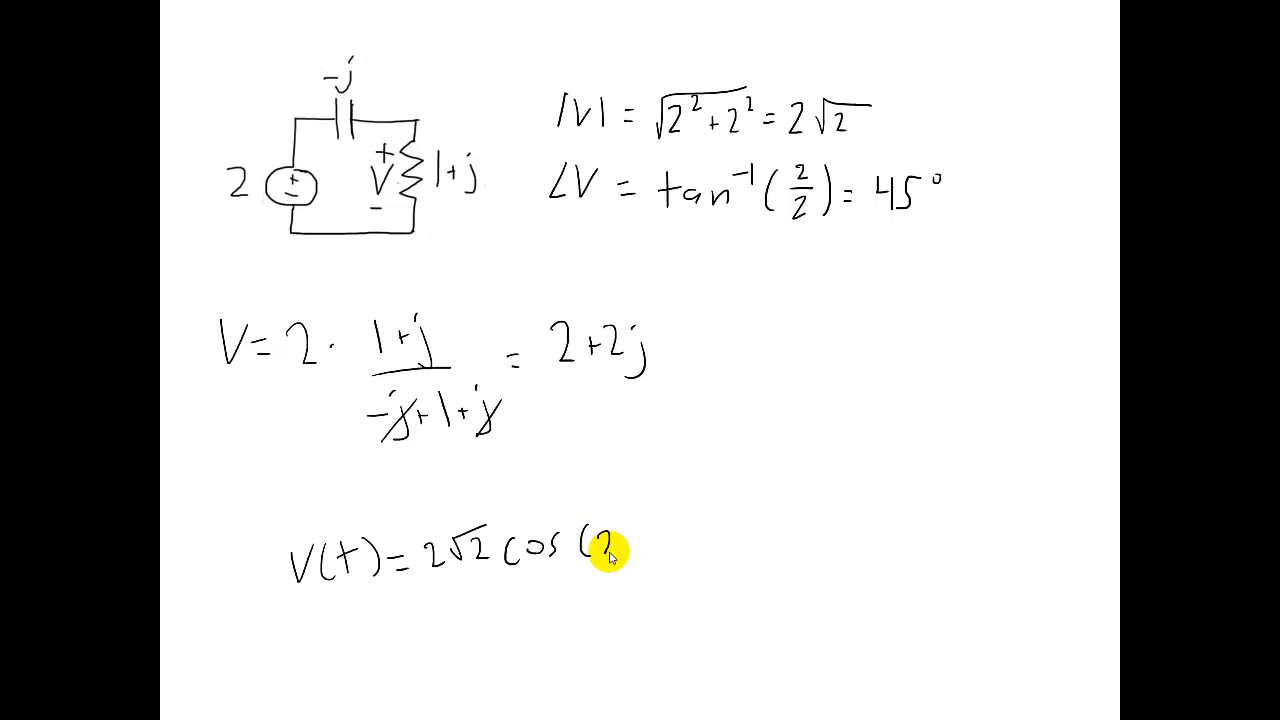 -j
2
+
-
+
V
-
1+j
|V| = √2² + 2² = 2√2
∠V = tan⁻¹(2/2) = 45°
V = 2 · (1+j)/(-j+1+j) = 2+2j
V(t) = 2√2 cos (2